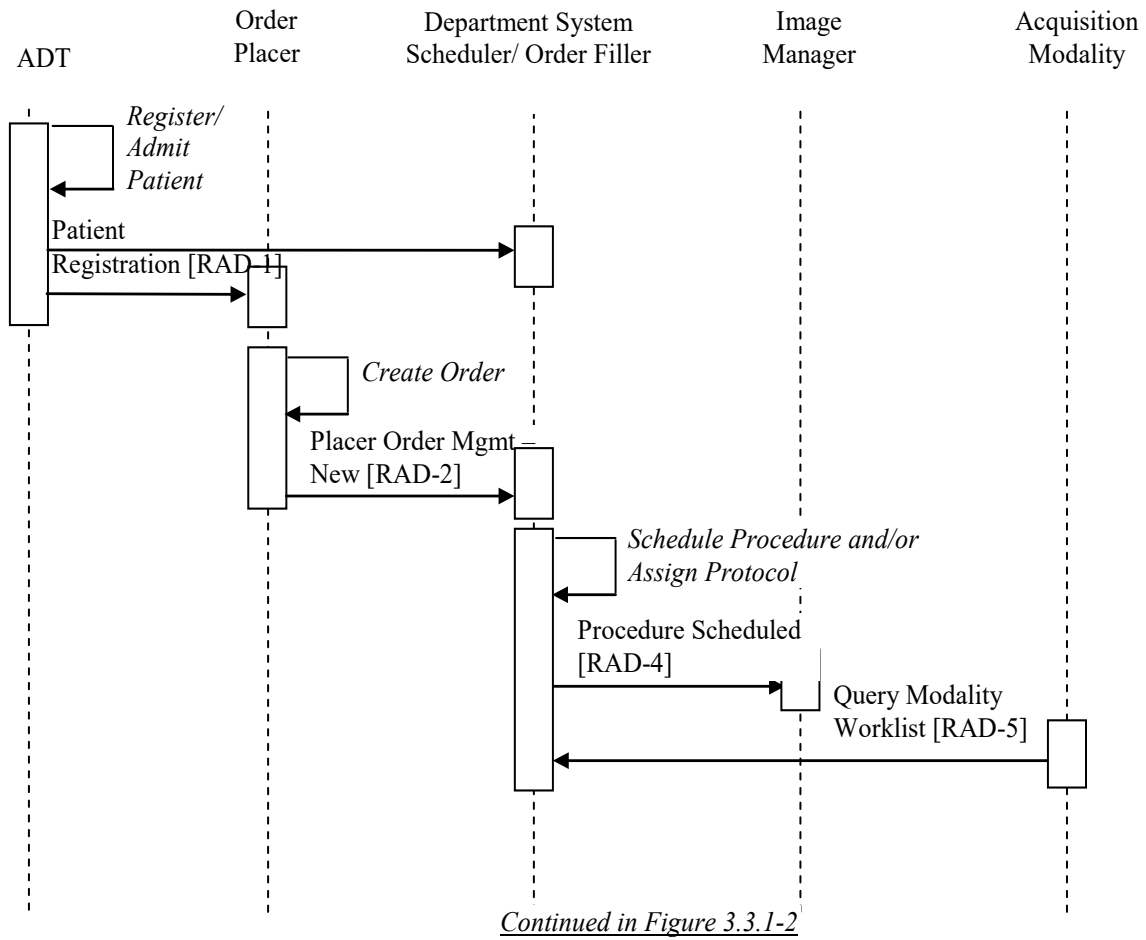 ADT
Order
Placer
Department System
Scheduler/ Order Filler
Image
Manager
Acquisition
Modality
Register/
Admit
Patient
Patient
Registration [RAD-1]
Create Order
Placer Order Mgmt –
New [RAD-2]
Schedule Procedure and/or
Assign Protocol
Procedure Scheduled
[RAD-4]
Query Modality
Worklist [RAD-5]
Continued in Figure 3.3.1-2